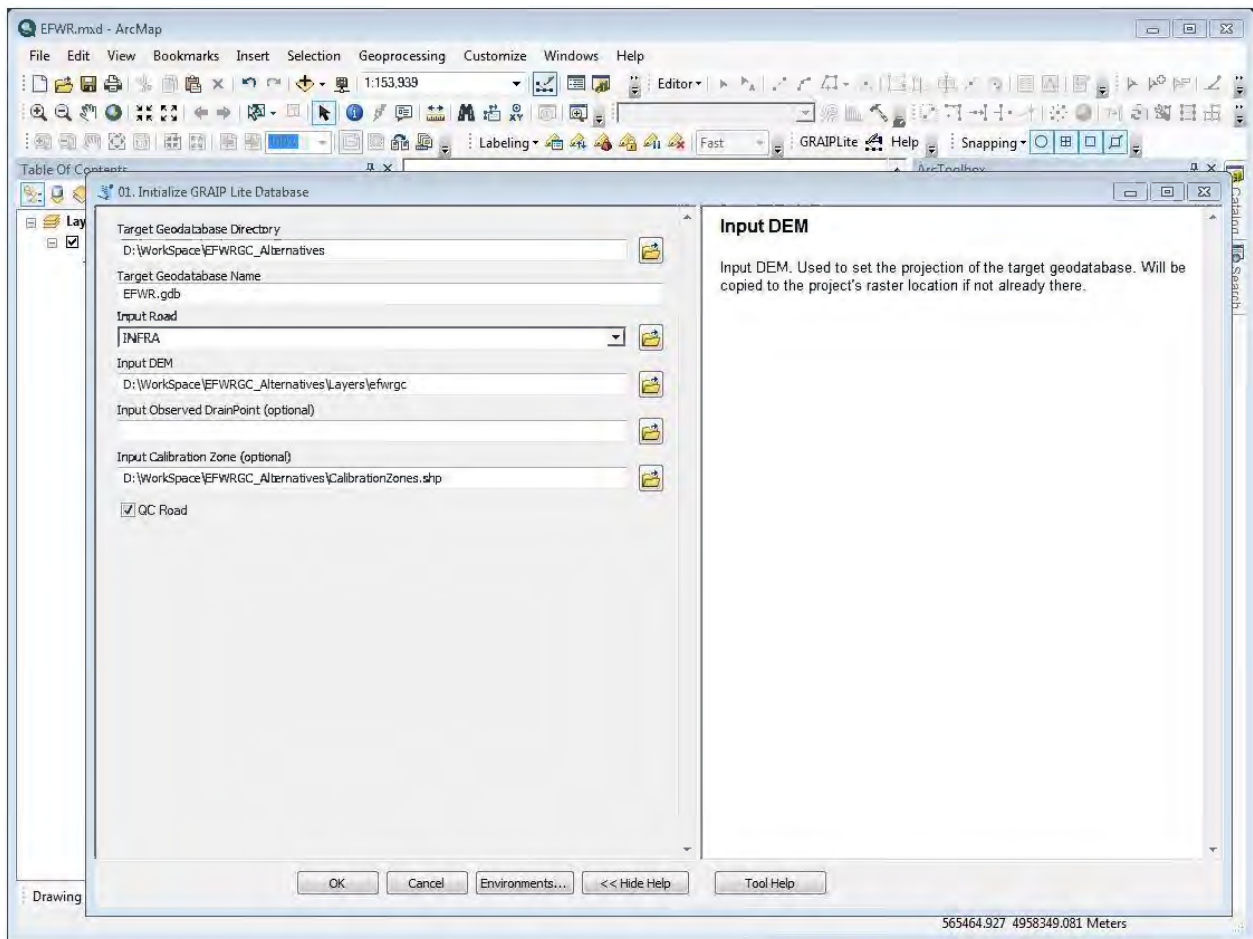 EFWR.mxd - ArcMap
File Edit View Bookmarks Insert Selection Geoprocessing Customize Windows Help
1:153,939 Editor
100%
Labeling Fast GRAIPLite Help Snapping
Table Of Contents ArcToolbox
Catalog
Search
Lay
01. Initialize GRAIP Lite Database
Target Geodatabase Directory
D:\WorkSpace\EFWRGC_Alternatives
Target Geodatabase Name
EFWR.gdb
Input Road
INFRA
Input DEM
D:\WorkSpace\EFWRGC_Alternatives\Layers\efwrgc
Input Observed DrainPoint (optional)
Input Calibration Zone (optional)
D:\WorkSpace\EFWRGC_Alternatives\CalibrationZones.shp
QC Road
Input DEM
Input DEM. Used to set the projection of the target geodatabase. Will be
copied to the project's raster location if not already there.
OK Cancel Environments... << Hide Help Tool Help
Drawing
565464.927 4958349.081 Meters